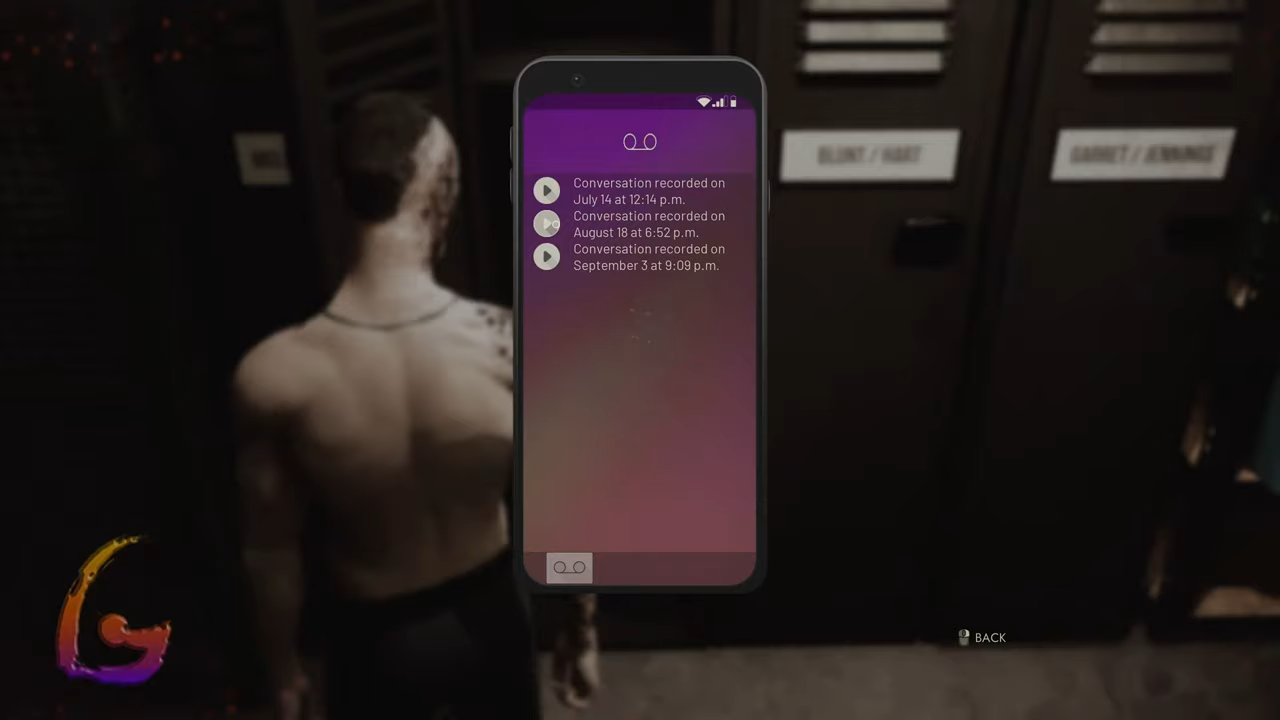 Conversation recorded on
July 14 at 12:14 p.m.
Conversation recorded on
August 18 at 6:52 p.m.
Conversation recorded on
September 3 at 9:09 p.m.
BLUNT / HART
GARRET / JENNINGS
BACK